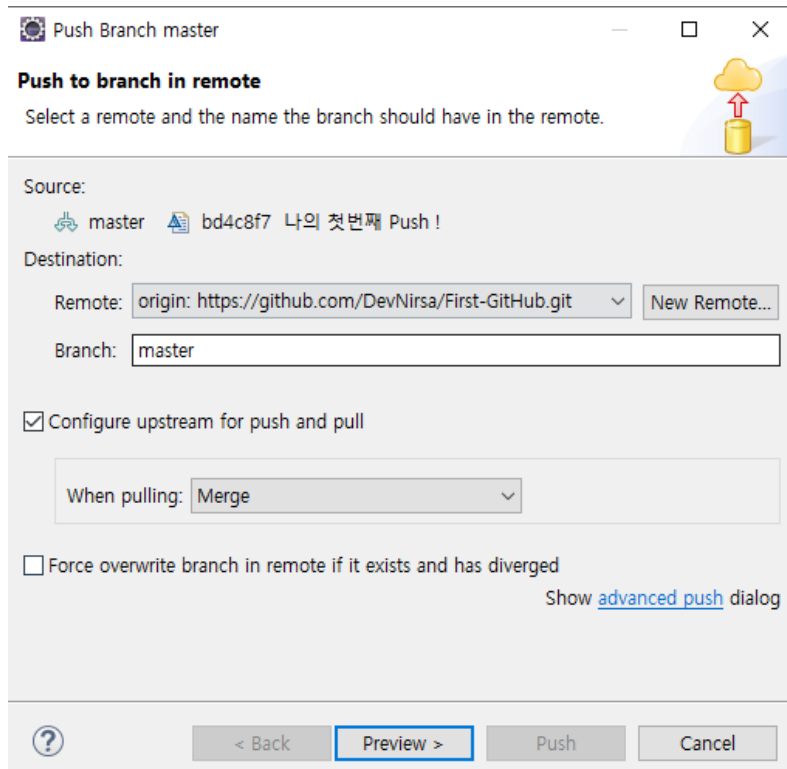 Push Branch master
Push to branch in remote
Select a remote and the name the branch should have in the remote.
Source:
master bd4c8f7 나의 첫번째 Push !
Destination:
Remote: origin: https://github.com/DevNirsa/First-GitHub.git New Remote...
Branch: master
Configure upstream for push and pull
When pulling: Merge
Force overwrite branch in remote if it exists and has diverged
Show advanced push dialog
< Back Preview > Push Cancel